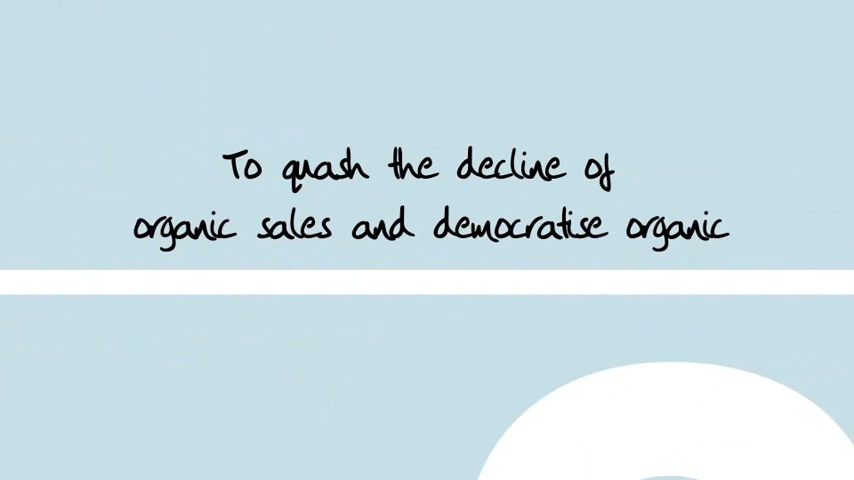 To quash the decline of
organic sales and democratise organic